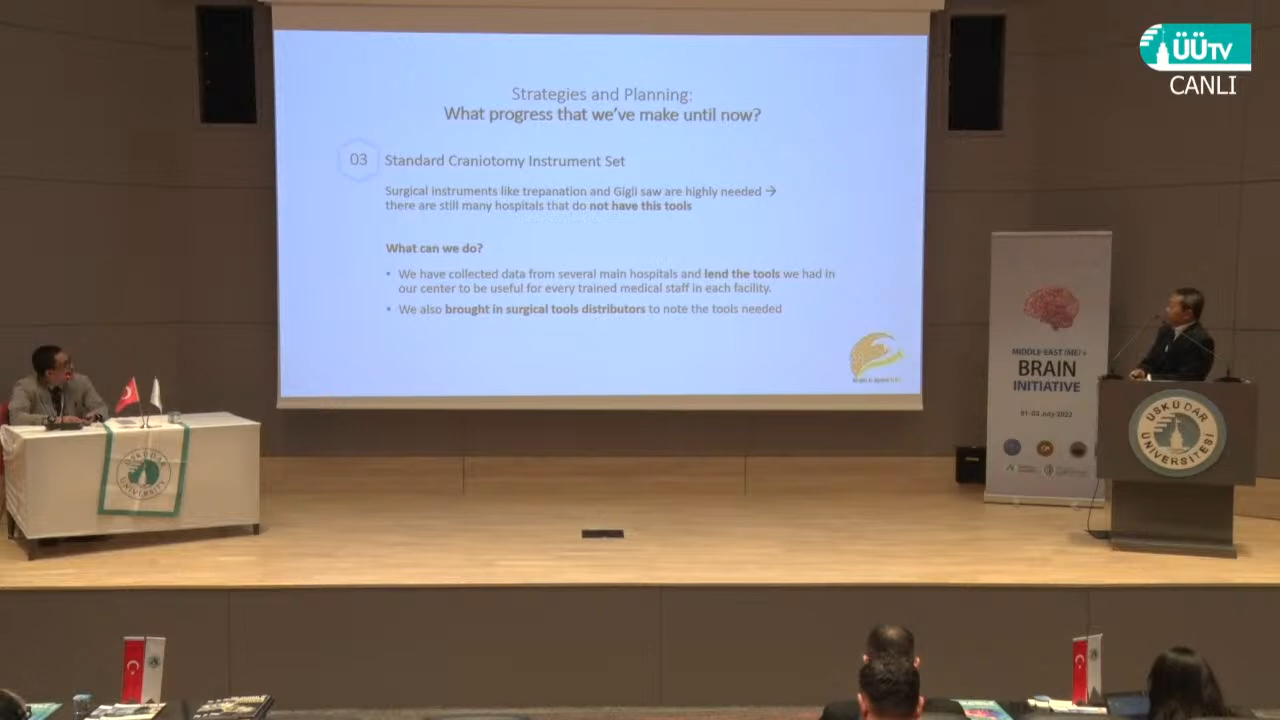 ÜÜTV
CANLI
Strategies and Planning:
What progress that we've make until now?
03
Standard Craniotomy Instrument Set
Surgical instruments like trepanation and Gigli saw are highly needed →
there are still many hospitals that do not have this tools
What can we do?
• We have collected data from several main hospitals and lend the tools we had in
our center to be useful for every trained medical staff in each facility.
• We also brought in surgical tools distributors to note the tools needed
MIDDLE-EAST (ME) +
BRAIN
INITIATIVE
01-03 July 2022
ÜSKÜDAR
ÜNİVERSİTESİ
ÜSKÜDAR
UNIVERSITY